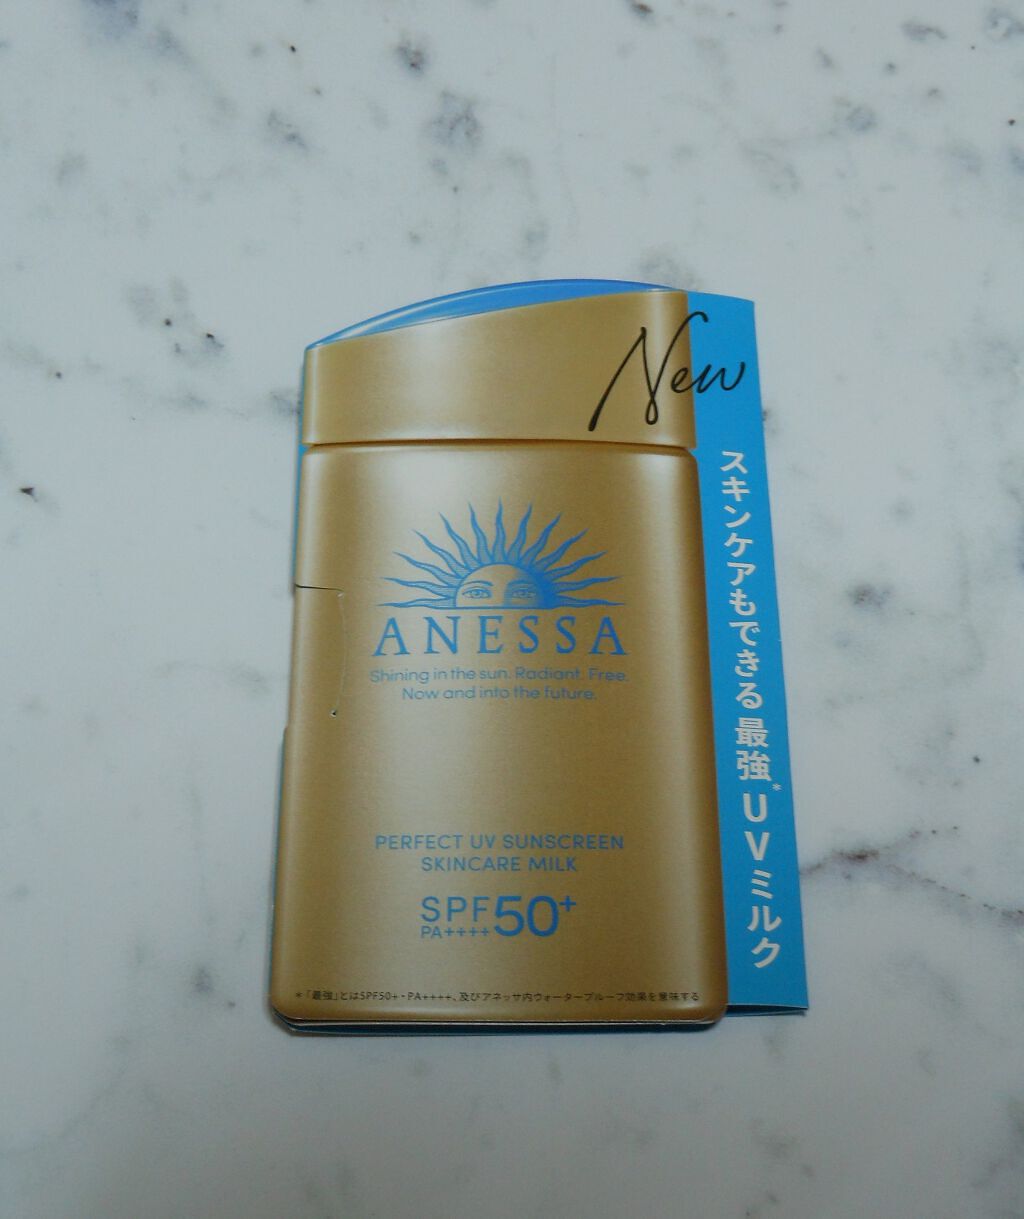 New
スキンケアもできる最強*UVミルク
ANESSA
Shining in the sun. Radiant. Free.
Now and into the future.
PERFECT UV SUNSCREEN
SKINCARE MILK
SPF50+
PA++++
*「最強」とはSPF50+・PA++++、及びアネッサ内ウォータープルーフ効果を意味する